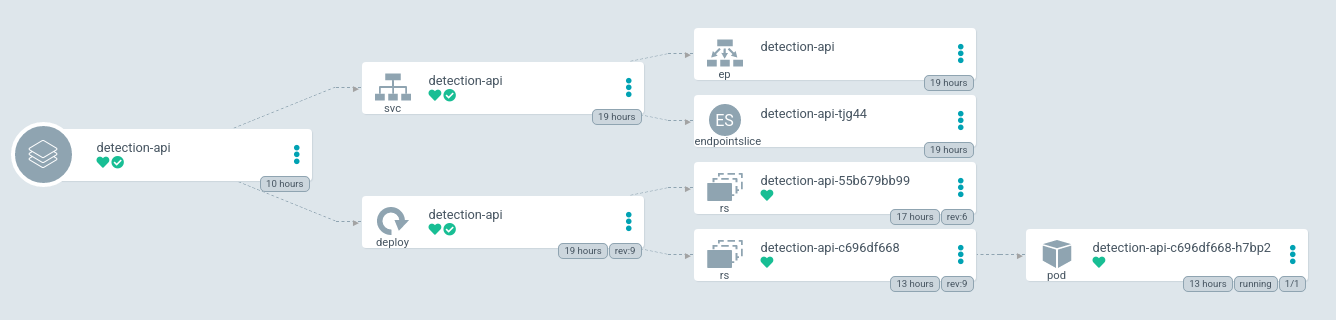 detection-api
10 hours
detection-api
svc
19 hours
detection-api
deploy
19 hours rev:9
detection-api
ep
19 hours
ES
detection-api-tjg44
endpointslice
19 hours
detection-api-55b679bb99
rs
17 hours rev:6
detection-api-c696df668
rs
13 hours rev:9
detection-api-c696df668-h7bp2
pod
13 hours running 1/1